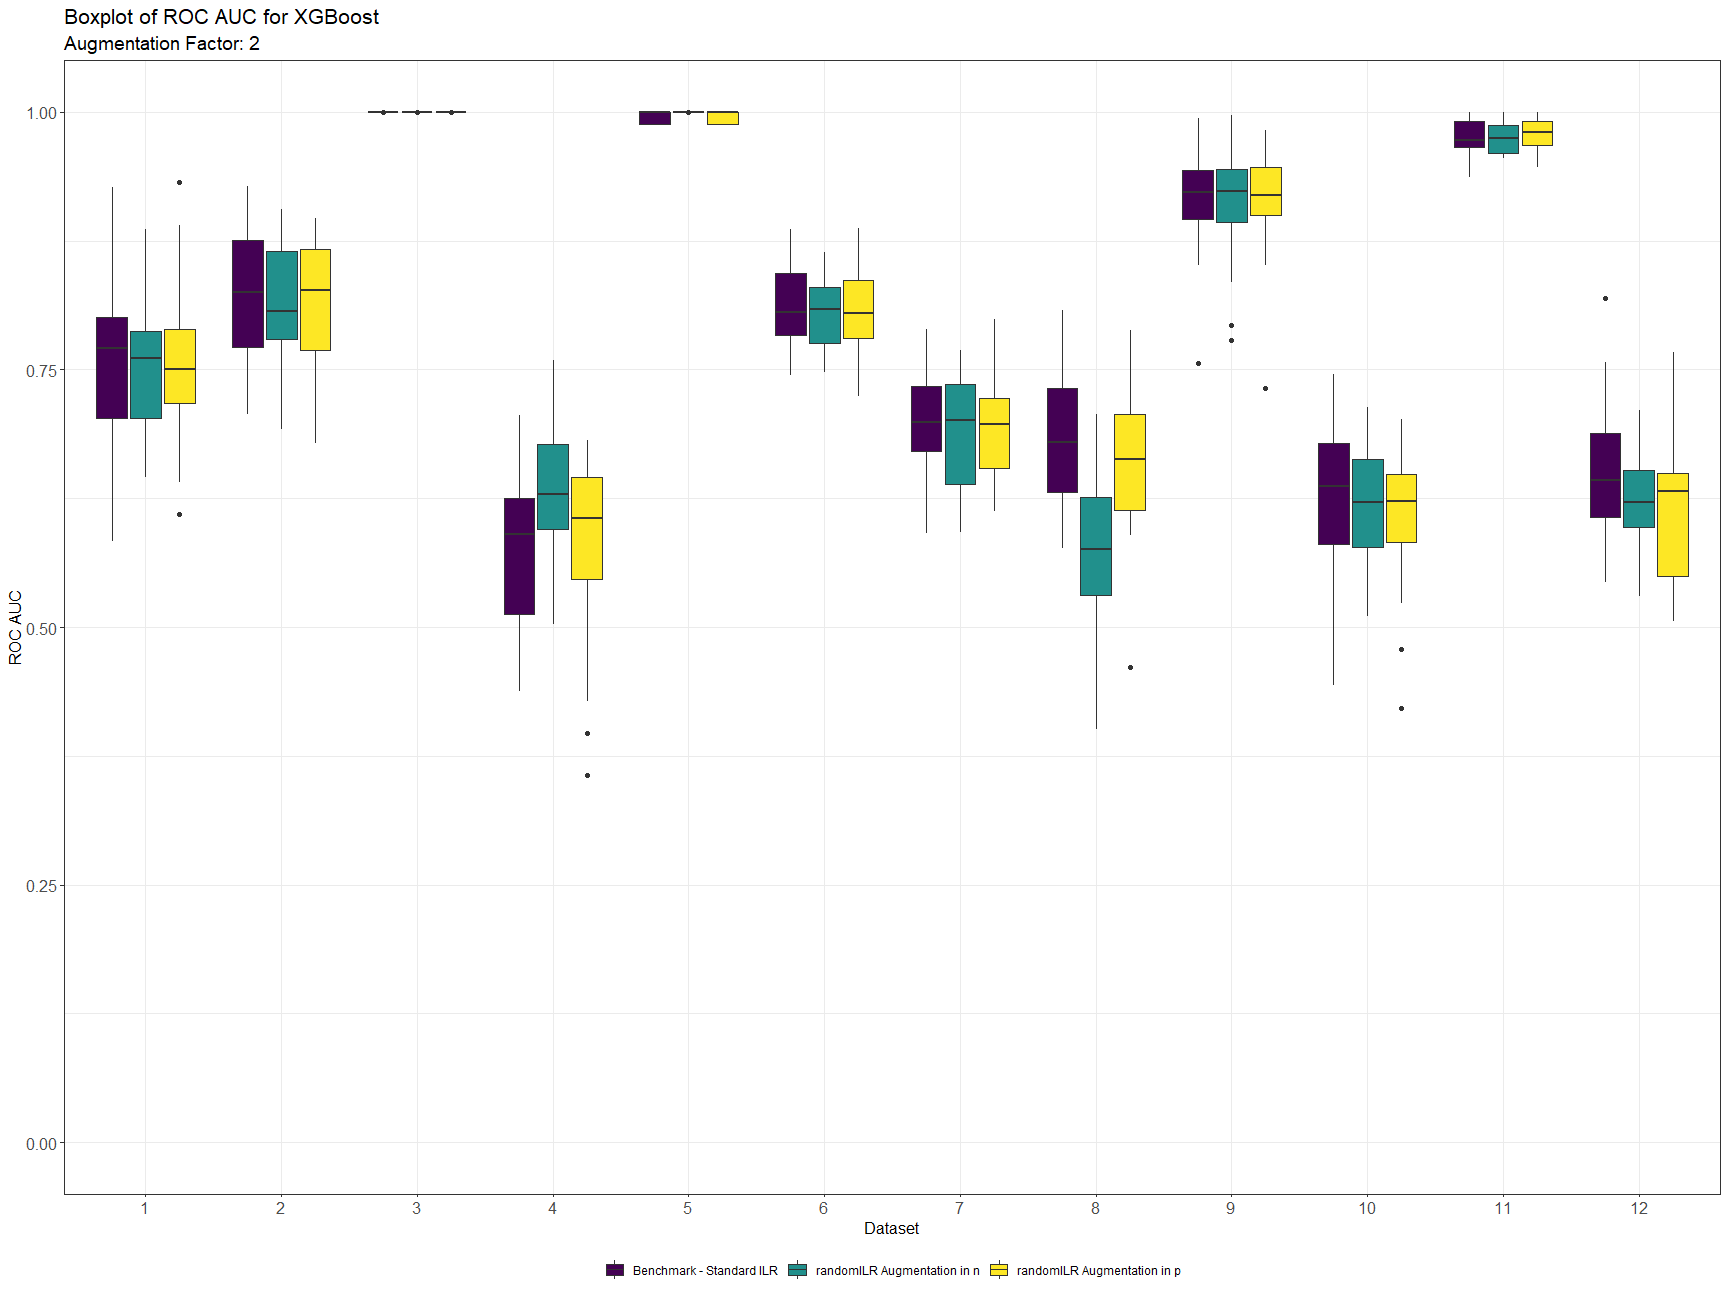 Boxplot of ROC AUC for XGBoost
Augmentation Factor: 2
1.00
0.75
0.50
0.25
0.00
ROC AUC
1 2 3 4 5 6 7 8 9 10 11 12
Dataset
Benchmark - Standard ILR randomILR Augmentation in n randomILR Augmentation in p